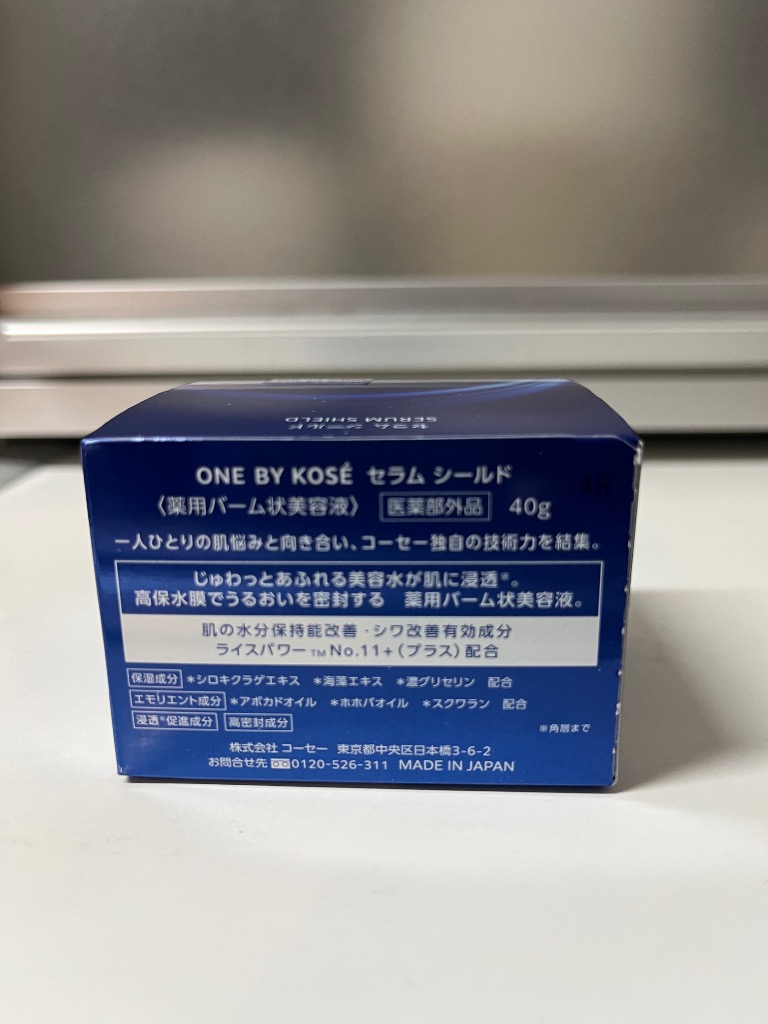 セラム シールド
SERUM SHIELD
ONE BY KOSÉ セラム シールド
〈薬用バーム状美容液〉 医薬部外品 40g
一人ひとりの肌悩みと向き合い、コーセー独自の技術力を結集。
じゅわっとあふれる美容水が肌に浸透※。
高保水膜でうるおいを密封する 薬用バーム状美容液。
肌の水分保持能改善・シワ改善有効成分
ライスパワー™No.11+(プラス)配合
保湿成分 *シロキクラゲエキス *海藻エキス *濃グリセリン 配合
エモリエント成分 *アボカドオイル *ホホバオイル *スクワラン 配合
浸透※促進成分 高密封成分
※角層まで
株式会社 コーセー 東京都中央区日本橋3-6-2
お問合せ先 0120-526-311 MADE IN JAPAN